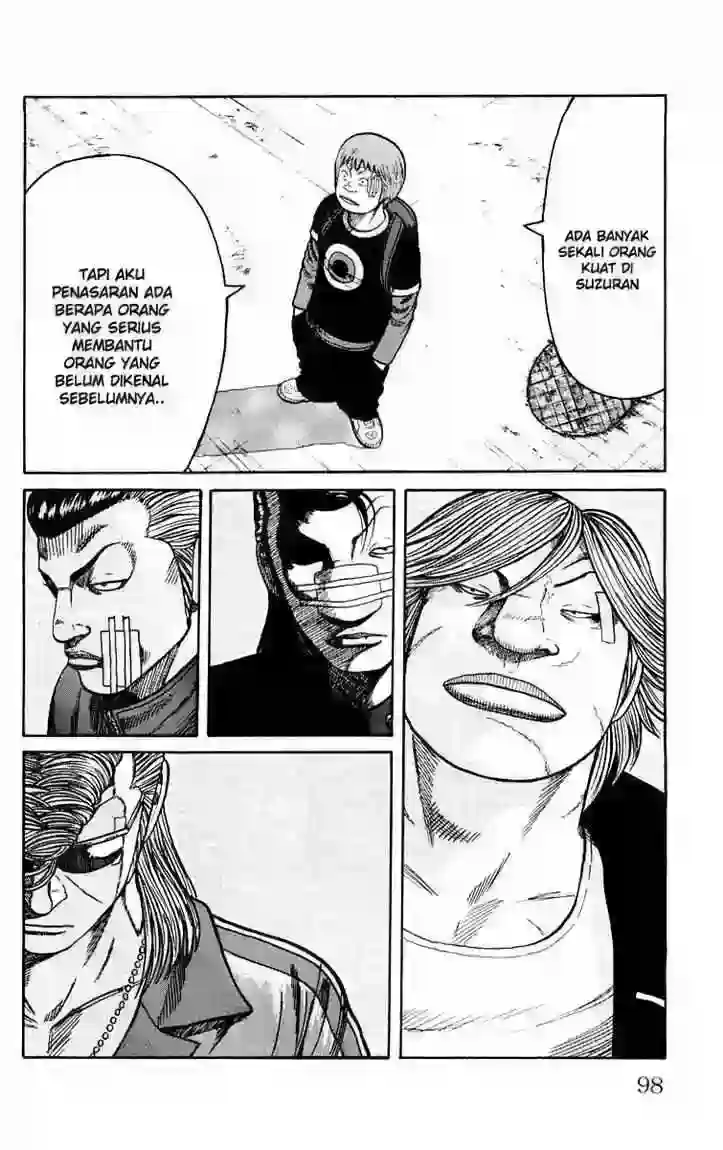 ADA BANYAK
SEKALI ORANG
KUAT DI
SUZURAN
TAPI AKU
PENASARAN ADA
BERAPA ORANG
YANG SERIUS
MEMBANTU
ORANG YANG
BELUM DIKENAL
SEBELUMNYA..
98